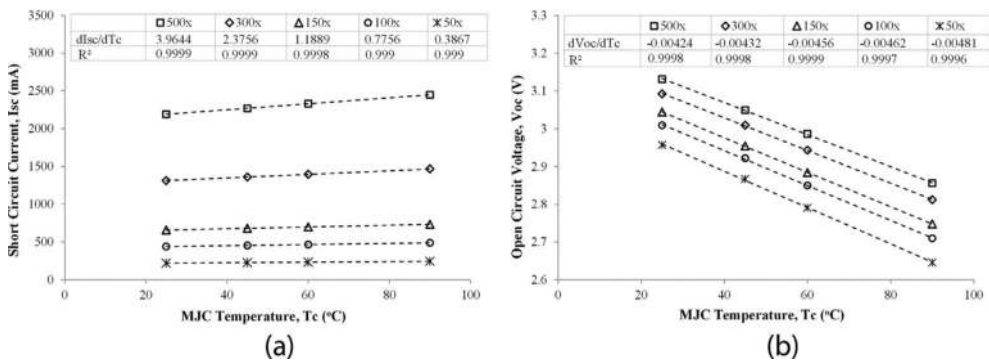 500x 300x 150x 100x 50x
dIsc/dTc 3.9644 2.3756 1.1889 0.7756 0.3867
R² 0.9999 0.9999 0.9998 0.999 0.999
3500
3000
2500
2000
1500
1000
500
0
0 20 40 60 80 100
Short Circuit Current, Isc (mA)
MJC Temperature, Tc (°C)
(a)
500x 300x 150x 100x 50x
dVoc/dTc -0.00424 -0.00432 -0.00456 -0.00462 -0.00481
R² 0.9998 0.9998 0.9999 0.9997 0.9996
3.3
3.2
3.1
3
2.9
2.8
2.7
2.6
0 20 40 60 80 100
Open Circuit Voltage, Voc (V)
MJC Temperature, Tc (°C)
(b)